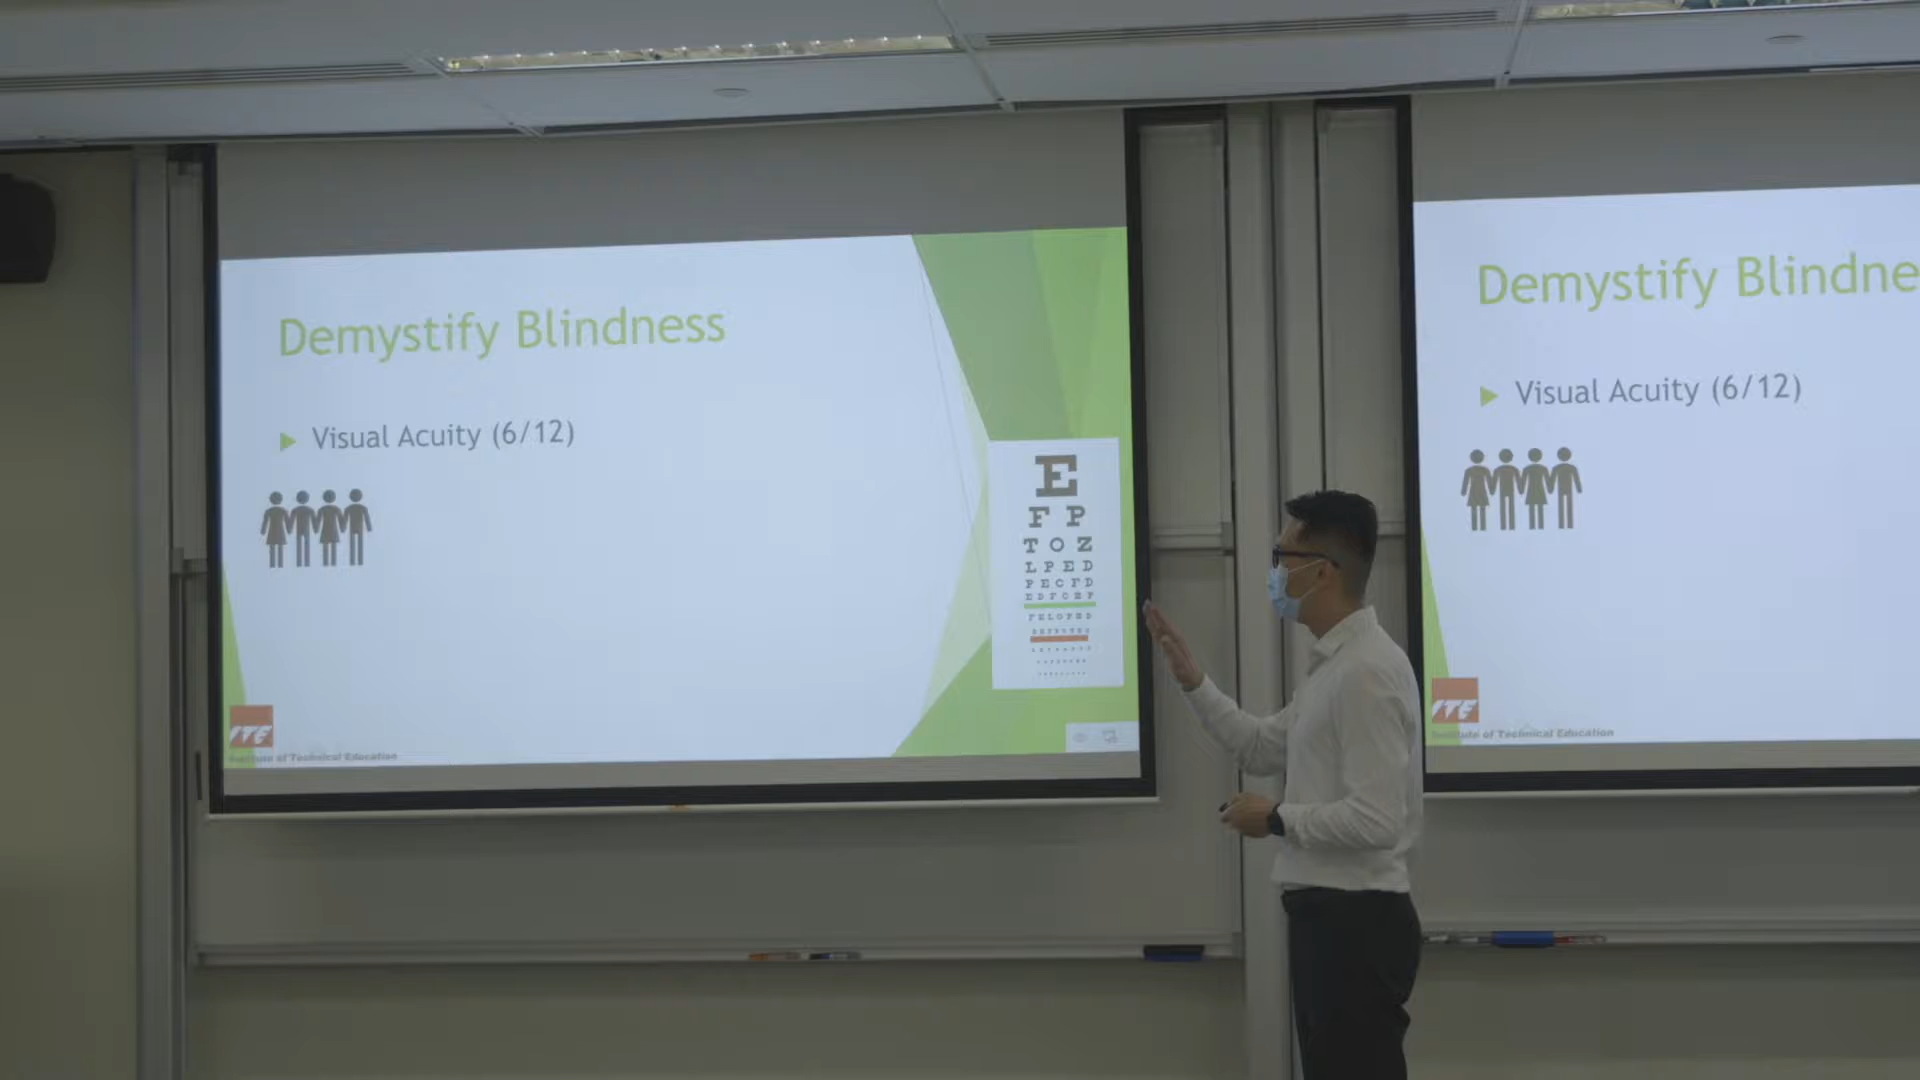 Demystify Blindness
Visual Acuity (6/12)
E
F P
T O Z
L P E D
P E C F D
E D F C Z P
F E L O P Z D
ITE
Institute of Technical Education
Demystify Blindne
Visual Acuity (6/12)
ITE
Institute of Technical Education